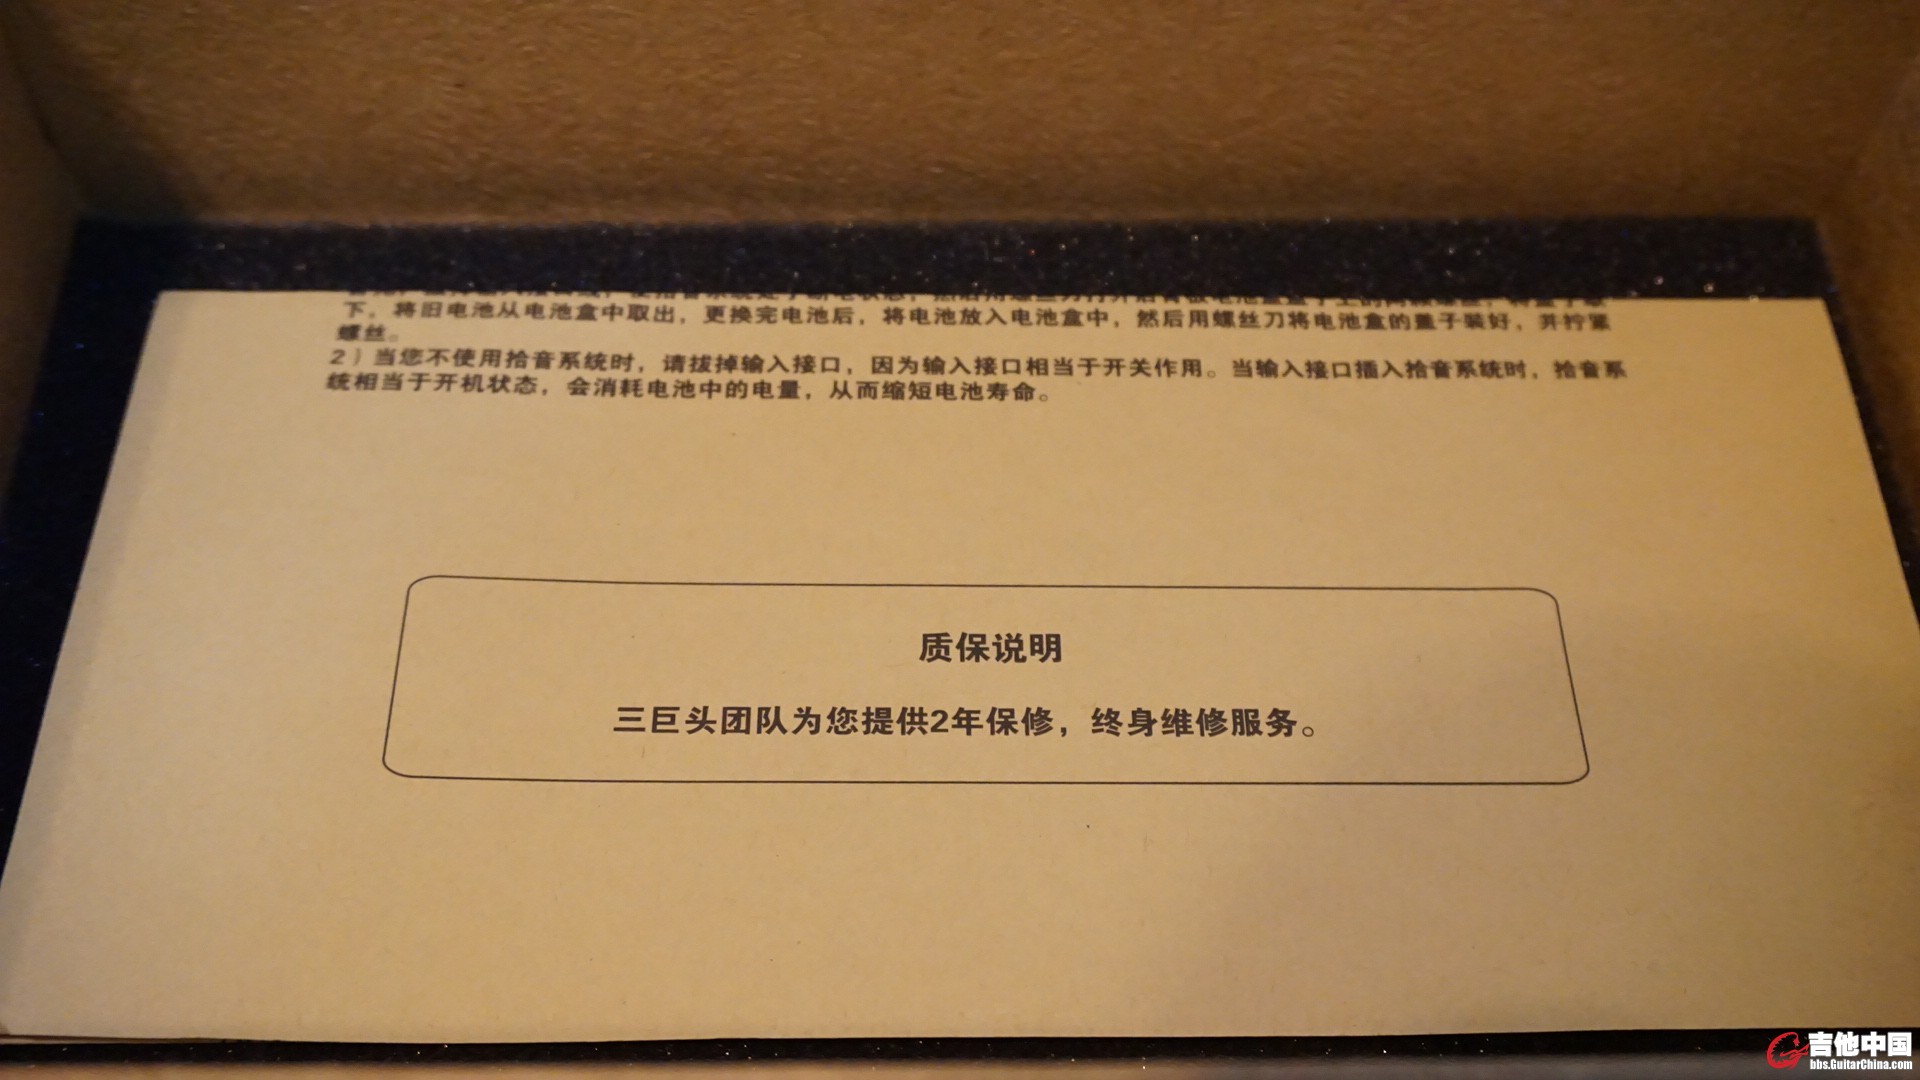 下，将旧电池从电池盒中取出，更换完电池后，将电池放入电池盒中，然后用螺丝刀将电池盒的盖子装好，并拧紧
螺丝。
2）当您不使用拾音系统时，请拔掉输入接口，因为输入接口相当于开关作用。当输入接口插入拾音系统时，拾音系
统相当于开机状态，会消耗电池中的电量，从而缩短电池寿命。
质保说明
三巨头团队为您提供2年保修，终身维修服务。
吉他中国
bbs.GuitarChina.com